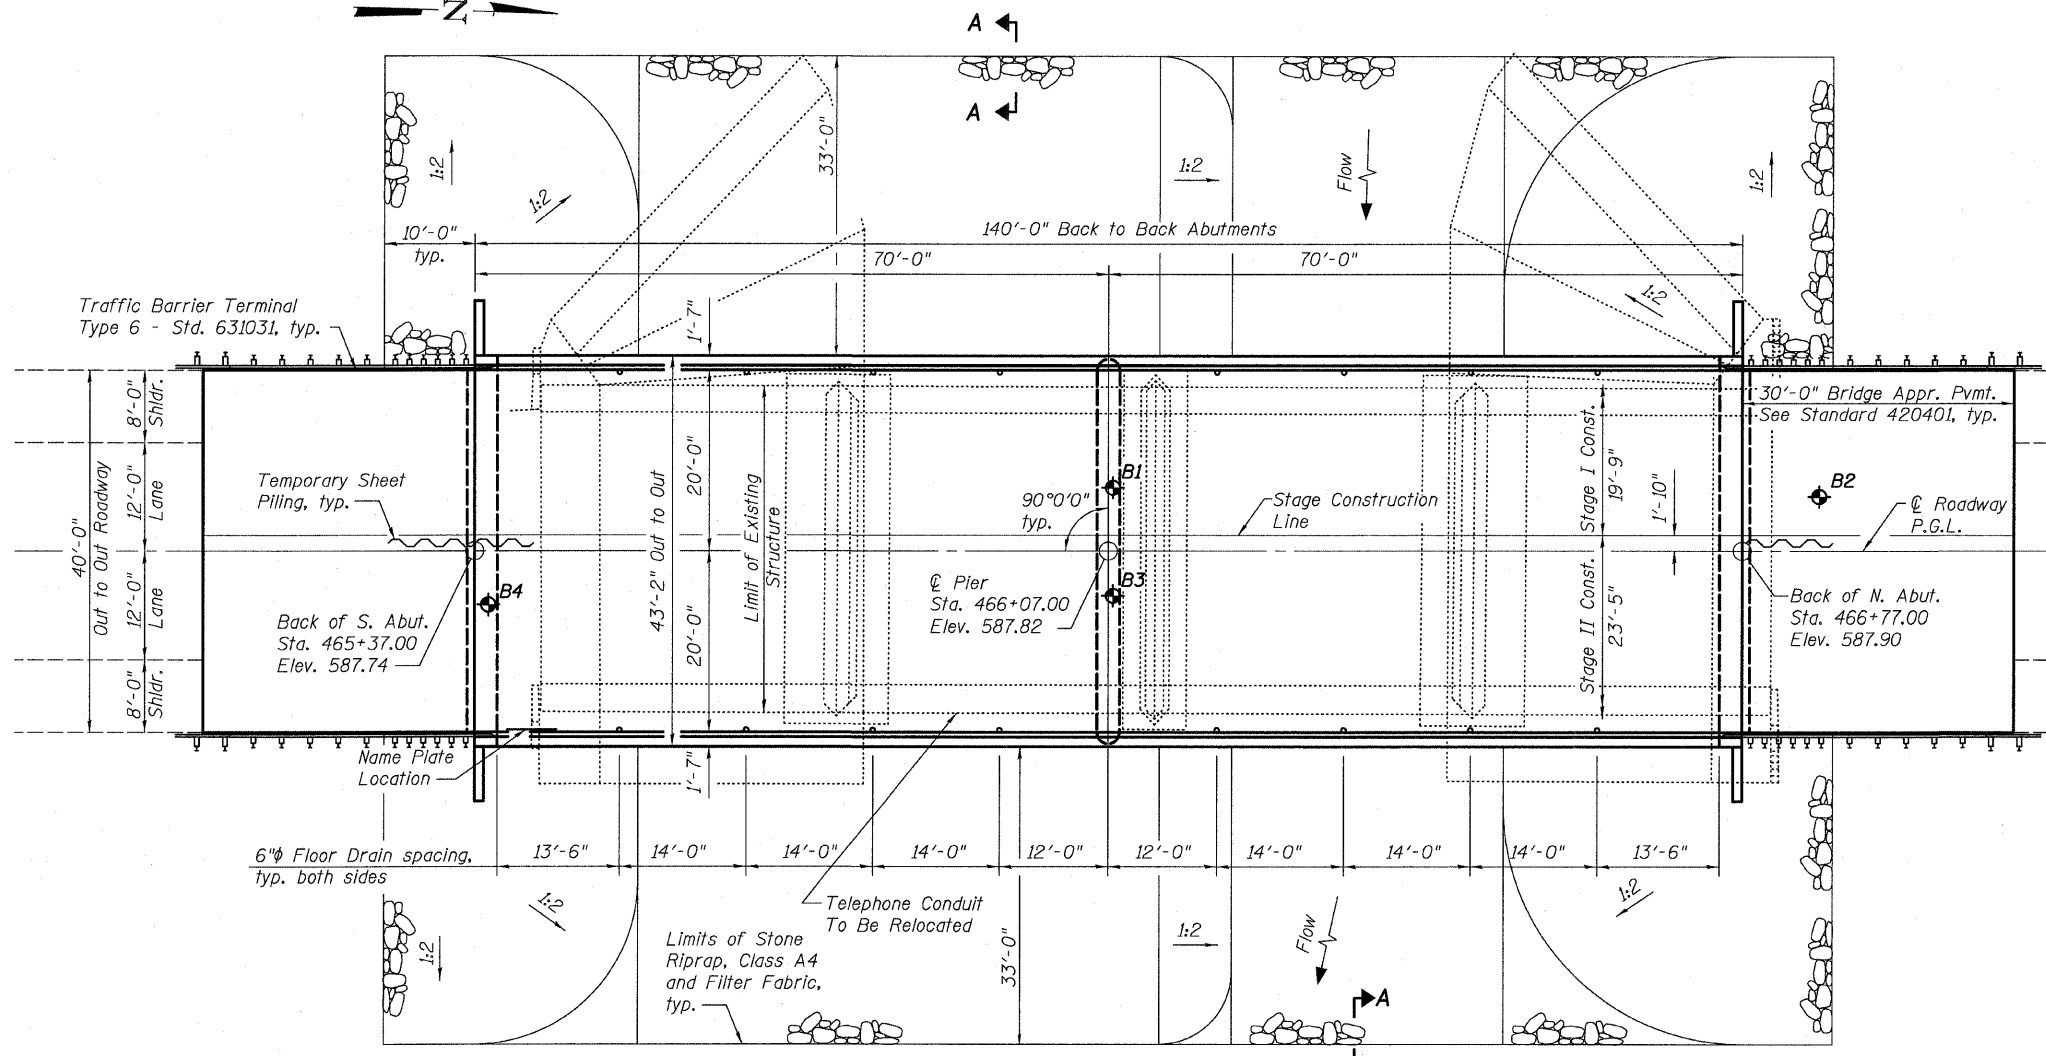 N
A
A
33'-0"
1:2
1:2
1:2
Flow
1:2
10'-0"
typ.
140'-0" Back to Back Abutments
70'-0"
70'-0"
1:2
Traffic Barrier Terminal
Type 6 - Std. 631031, typ.
1'-7"
30'-0" Bridge Appr. Pvmt.
See Standard 420401, typ.
8'-0"
Shldr.
12'-0"
Lane
40'-0"
Out to Out Roadway
12'-0"
Lane
8'-0"
Shldr.
Temporary Sheet
Piling, typ.
43'-2" Out to Out
20'-0"
20'-0"
Limit of Existing
Structure
B1
90°0'0"
typ.
Stage Construction
Line
Stage I Const.
19'-9"
1'-10"
B2
℄ Roadway
P.G.L.
B4
Back of S. Abut.
Sta. 465+37.00
Elev. 587.74
℄ Pier
Sta. 466+07.00
Elev. 587.82
B3
Stage II Const.
23'-5"
Back of N. Abut.
Sta. 466+77.00
Elev. 587.90
Name Plate
Location
1'-7"
6"ϕ Floor Drain spacing,
typ. both sides
13'-6"
14'-0"
14'-0"
14'-0"
12'-0"
12'-0"
14'-0"
14'-0"
14'-0"
13'-6"
1:2
1:2
Telephone Conduit
To Be Relocated
Limits of Stone
Riprap, Class A4
and Filter Fabric,
typ.
33'-0"
1:2
Flow
1:2
A